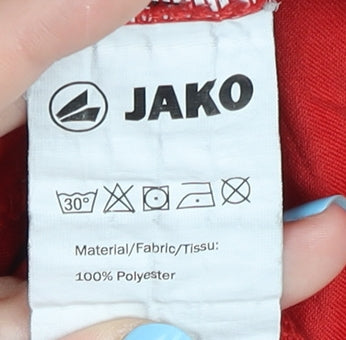 JAKO
30°
Material/Fabric/Tissu:
100% Polyester